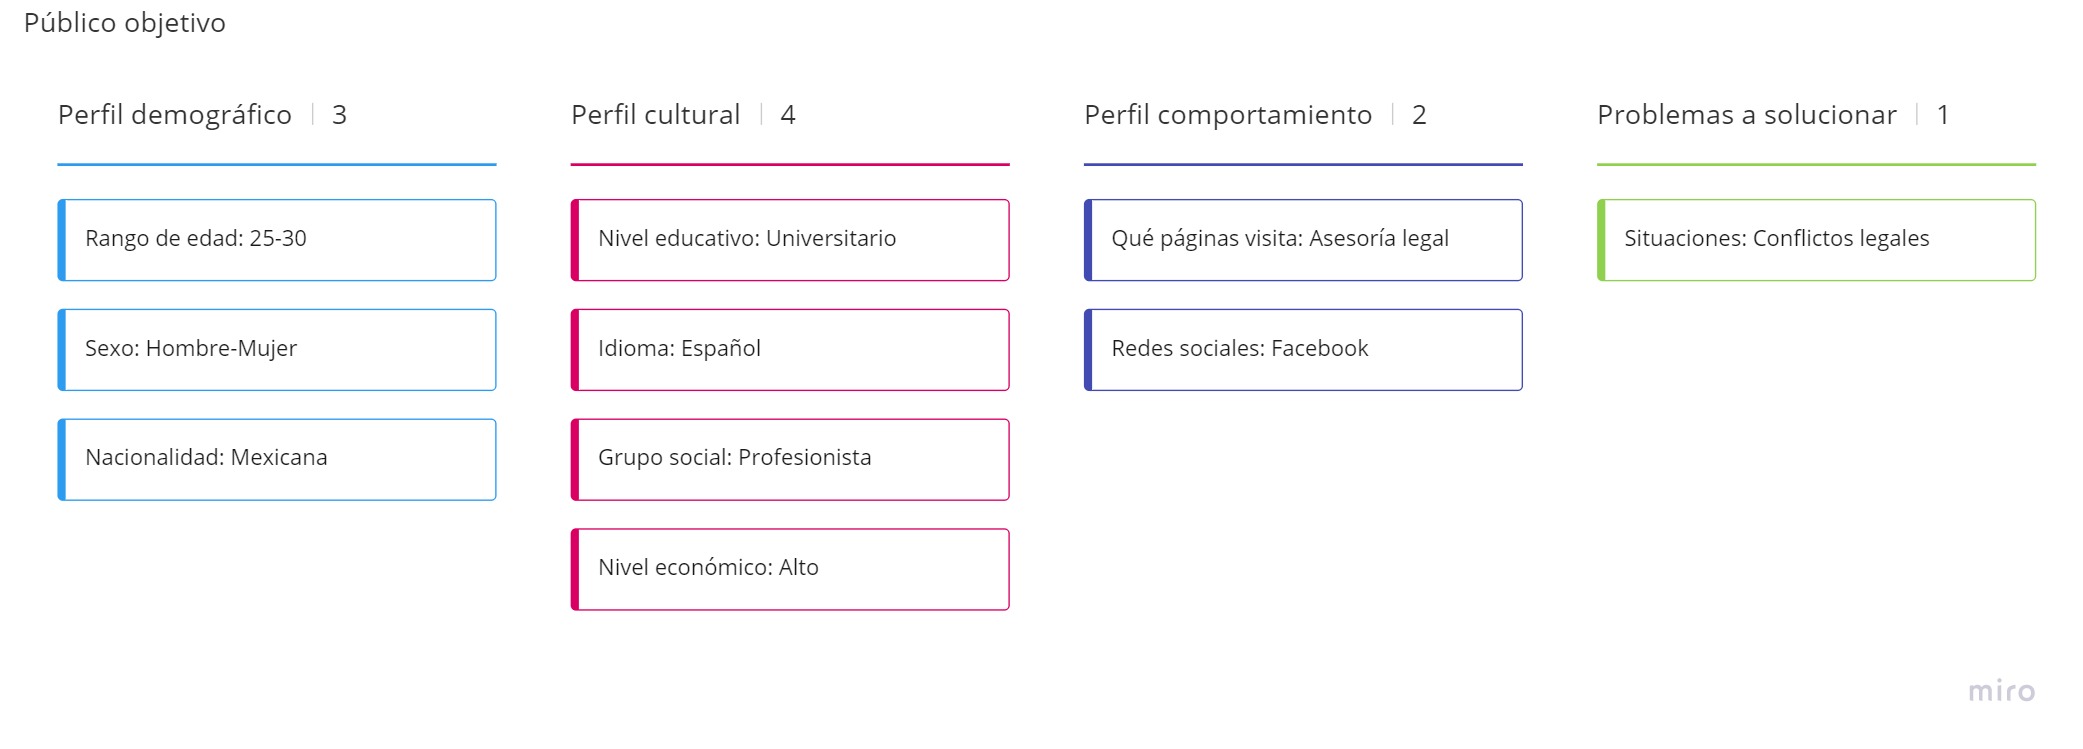 Público objetivo
Perfil demográfico | 3
Rango de edad: 25-30
Sexo: Hombre-Mujer
Nacionalidad: Mexicana
Perfil cultural | 4
Nivel educativo: Universitario
Idioma: Español
Grupo social: Profesionista
Nivel económico: Alto
Perfil comportamiento | 2
Qué páginas visita: Asesoría legal
Redes sociales: Facebook
Problemas a solucionar | 1
Situaciones: Conflictos legales
miro